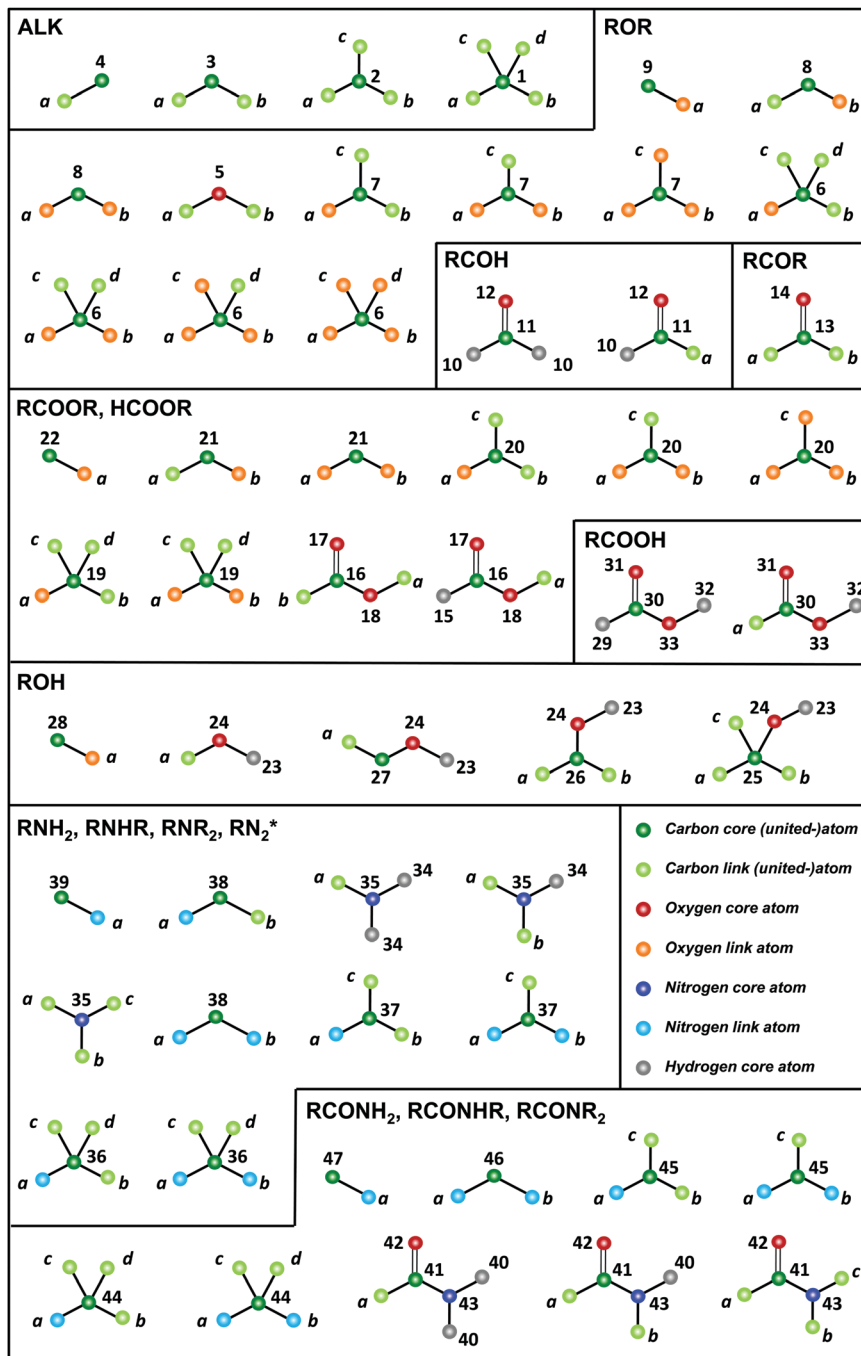 ALK
ROR
c c d
4 3 9 8
2 1
a a b a b a b a a b
c c c c d
8 5
7 7 7 6
a b a b a b a b a b a b
RCOH RCOR
c d c d c d
12 12 14
6 6 6 11 11 13
a b a b a b 10 10 10 a a b
RCOOR, HCOOR
c c c
22 21 21
20 20 20
a a b a b a b a b a b
RCOOH
c d c d 17 17
31 31
19 19 16 a 16 a 32 32
30 30
a b a b b 18 15 18
29 33 a 33
ROH
24 23 24 23
28 24 24 c
a a a
23 27 23 a 26 b a 25 b
RNH₂, RNHR, RNR₂, RN₂*
39 38 a 35 34 a 35 34
a a b 34 b
c c
a 35 c 38
37 37
b a b a b a b
c d c d
36 36
a b a b
Carbon core (united-)atom
Carbon link (united-)atom
Oxygen core atom
Oxygen link atom
Nitrogen core atom
Nitrogen link atom
Hydrogen core atom
RCONH₂, RCONHR, RCONR₂
c c
47 46
45 45
a a b a b a b
c d c d 42 40 42 40 42
44 44 41 41 41 c
a b a b a 43 a 43 a 43
40 b b